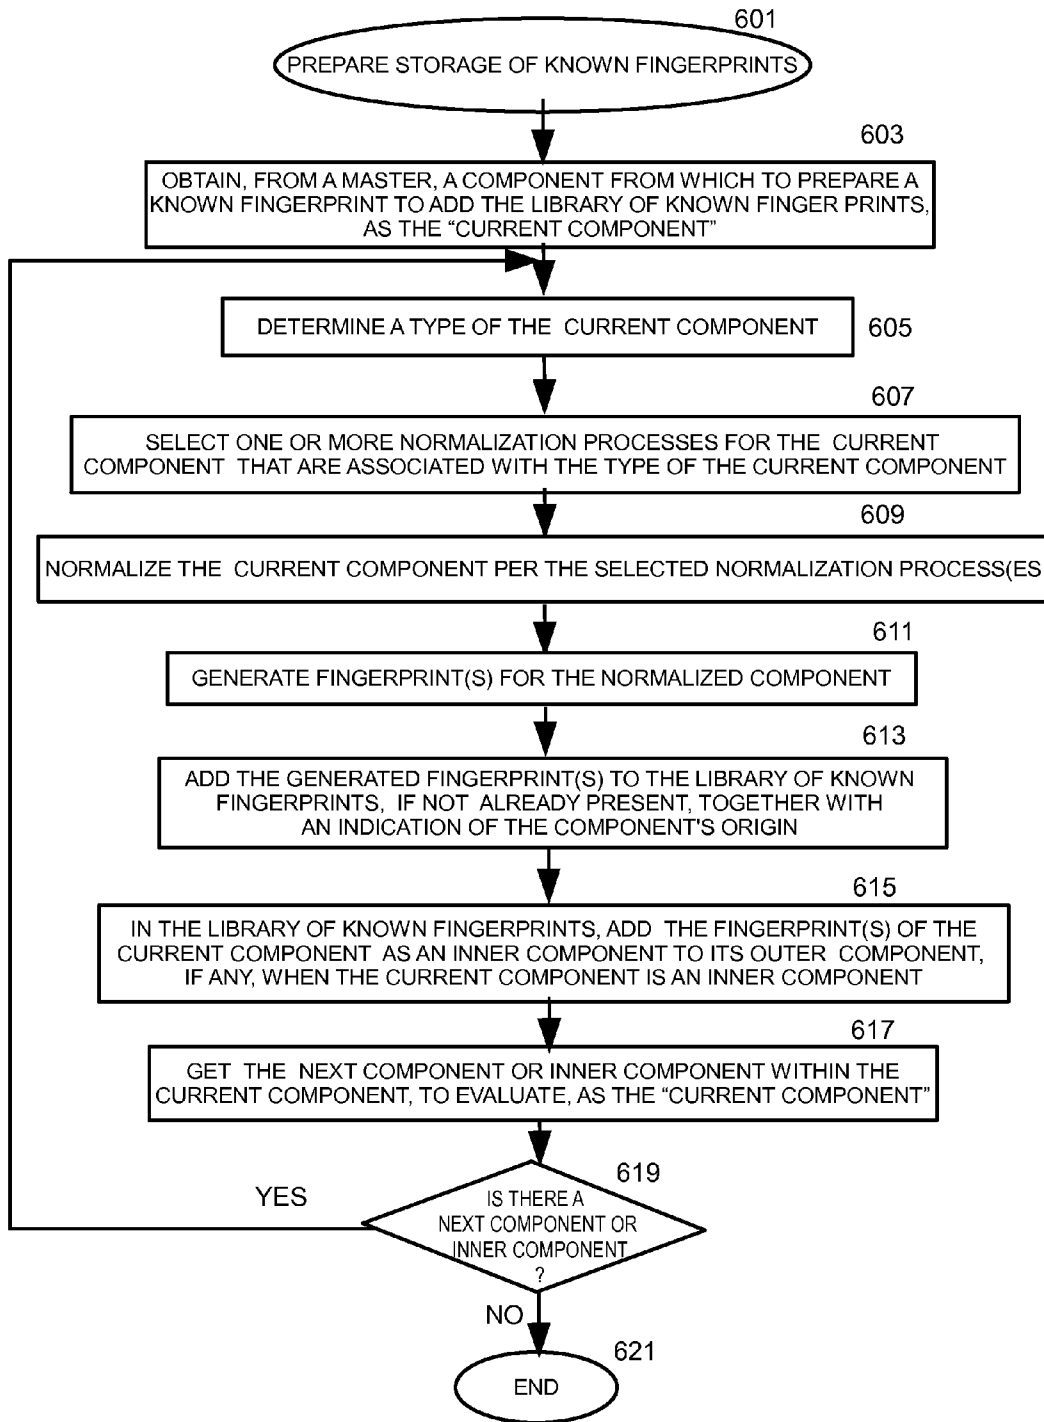 601
PREPARE STORAGE OF KNOWN FINGERPRINTS
603
OBTAIN, FROM A MASTER, A COMPONENT FROM WHICH TO PREPARE A
KNOWN FINGERPRINT TO ADD THE LIBRARY OF KNOWN FINGER PRINTS,
AS THE “CURRENT COMPONENT”
DETERMINE A TYPE OF THE CURRENT COMPONENT
605
607
SELECT ONE OR MORE NORMALIZATION PROCESSES FOR THE CURRENT
COMPONENT THAT ARE ASSOCIATED WITH THE TYPE OF THE CURRENT COMPONENT
609
NORMALIZE THE CURRENT COMPONENT PER THE SELECTED NORMALIZATION PROCESS(ES
611
GENERATE FINGERPRINT(S) FOR THE NORMALIZED COMPONENT
613
ADD THE GENERATED FINGERPRINT(S) TO THE LIBRARY OF KNOWN
FINGERPRINTS, IF NOT ALREADY PRESENT, TOGETHER WITH
AN INDICATION OF THE COMPONENT'S ORIGIN
615
IN THE LIBRARY OF KNOWN FINGERPRINTS, ADD THE FINGERPRINT(S) OF THE
CURRENT COMPONENT AS AN INNER COMPONENT TO ITS OUTER COMPONENT,
IF ANY, WHEN THE CURRENT COMPONENT IS AN INNER COMPONENT
617
GET THE NEXT COMPONENT OR INNER COMPONENT WITHIN THE
CURRENT COMPONENT, TO EVALUATE, AS THE “CURRENT COMPONENT”
619
YES
IS THERE A
NEXT COMPONENT OR
INNER COMPONENT
?
NO
621
END